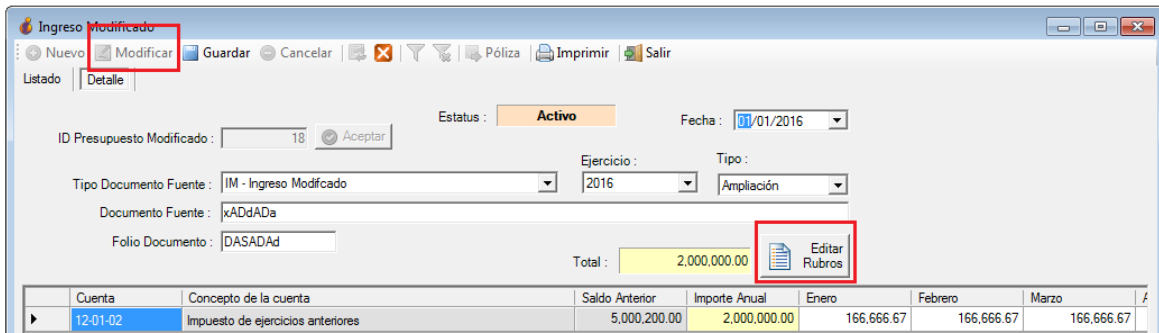 Ingreso Modificado
Nuevo Modificar Guardar Cancelar Póliza Imprimir Salir
Listado Detalle
Estatus : Activo Fecha : 01/01/2016
ID Presupuesto Modificado : 18 Aceptar
Ejercicio : Tipo :
Tipo Documento Fuente : IM - Ingreso Modifcado 2016 Ampliación
Documento Fuente : xADdADa
Folio Documento : DASADAd
Total : 2,000,000.00 Editar Rubros
Cuenta Concepto de la cuenta Saldo Anterior Importe Anual Enero Febrero Marzo
12-01-02 Impuesto de ejercicios anteriores 5,000,200.00 2,000,000.00 166,666.67 166,666.67 166,666.67